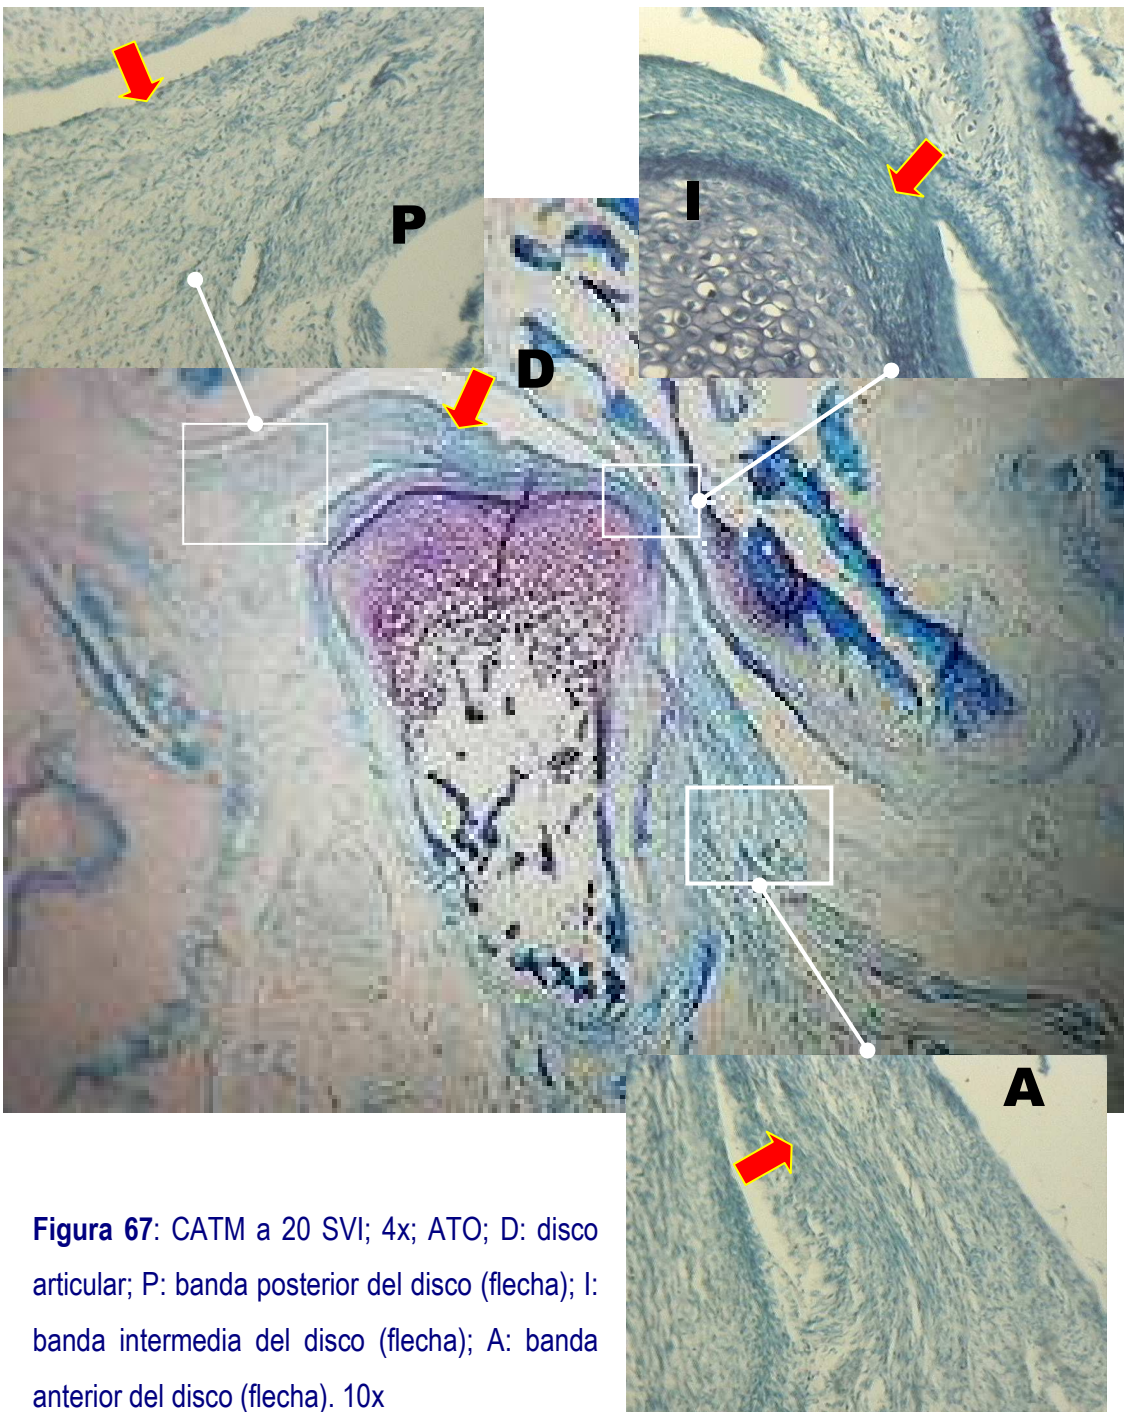 P
I
D
A
Figura 67: CATM a 20 SVI; 4x; ATO; D: disco
articular; P: banda posterior del disco (flecha); I:
banda intermedia del disco (flecha); A: banda
anterior del disco (flecha). 10x